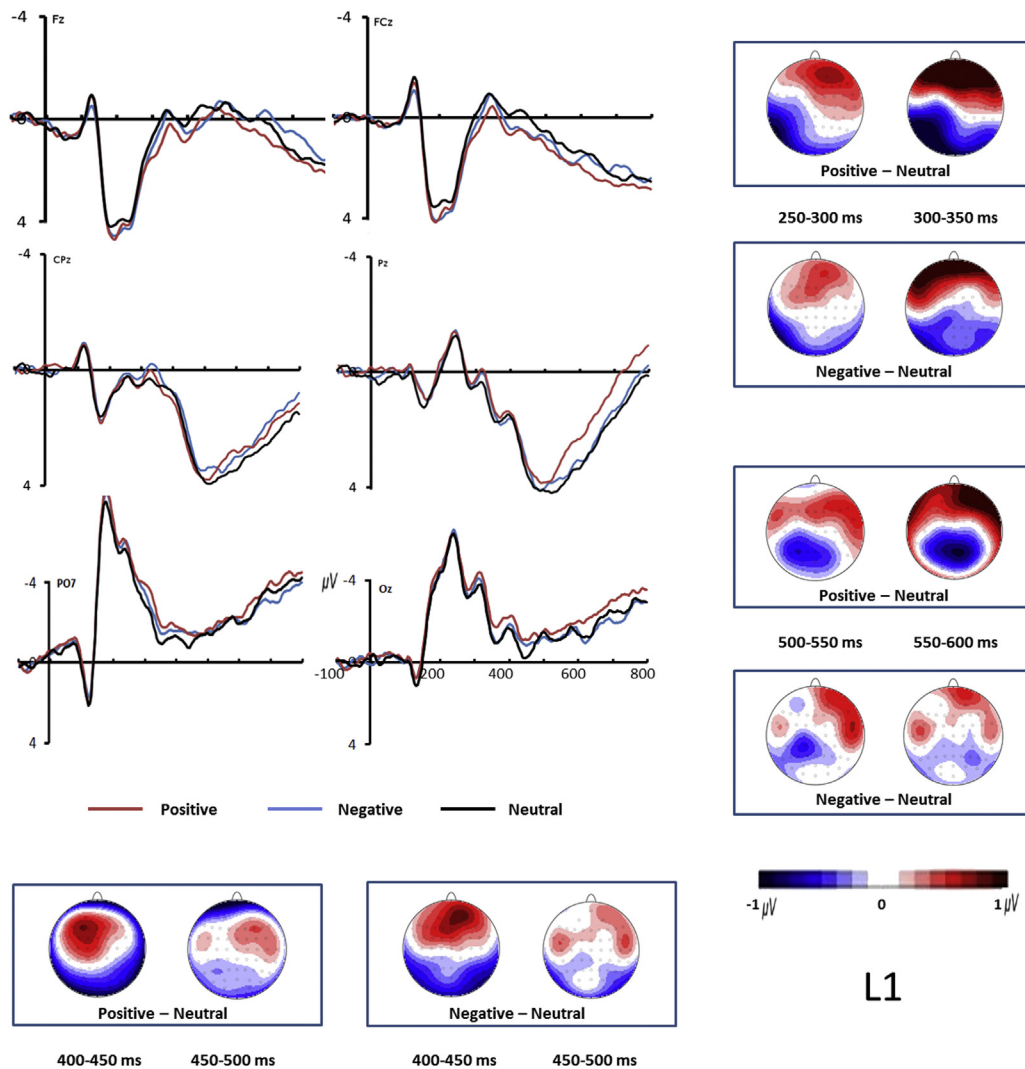 -4
Fz
0
4
-4
FCz
0
4
-4
CPz
0
4
-4
Pz
0
4
-4
PO7
0
4
μV
-4
Oz
0
4
-100
200
400
600
800
Positive
Negative
Neutral
Positive – Neutral
250-300 ms
300-350 ms
Negative – Neutral
Positive – Neutral
500-550 ms
550-600 ms
Negative – Neutral
-1 μV
0
1 μV
L1
Positive – Neutral
400-450 ms
450-500 ms
Negative – Neutral
400-450 ms
450-500 ms